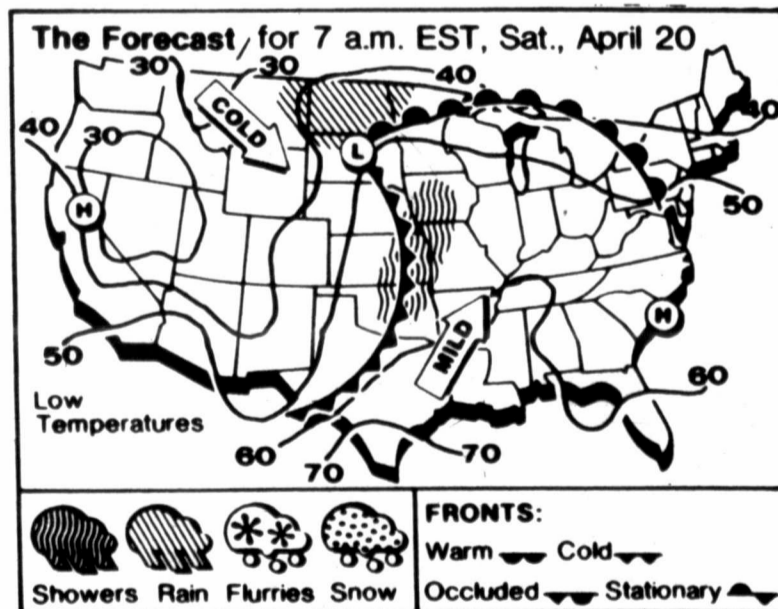 The Forecast / for 7 a.m. EST, Sat., April 20
30 30 40
40
40 30
COLD
L
H
50
H
50
MILD
60
Low
Temperatures
60
70 70
Showers Rain Flurries Snow
FRONTS:
Warm Cold
Occluded Stationary